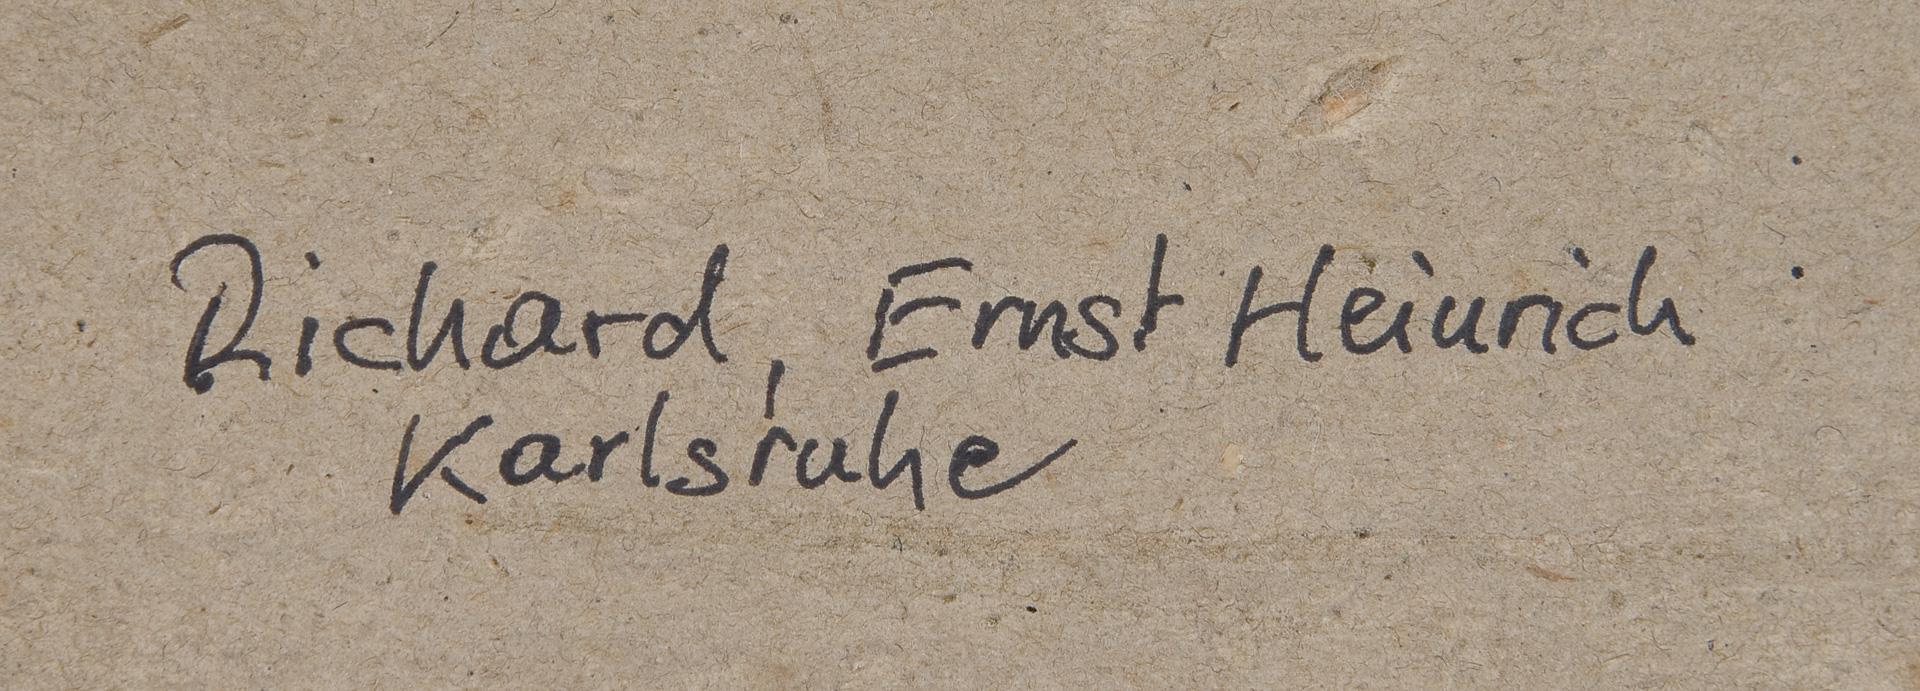 Richard, Ernst Heinrich
Karlsruhe